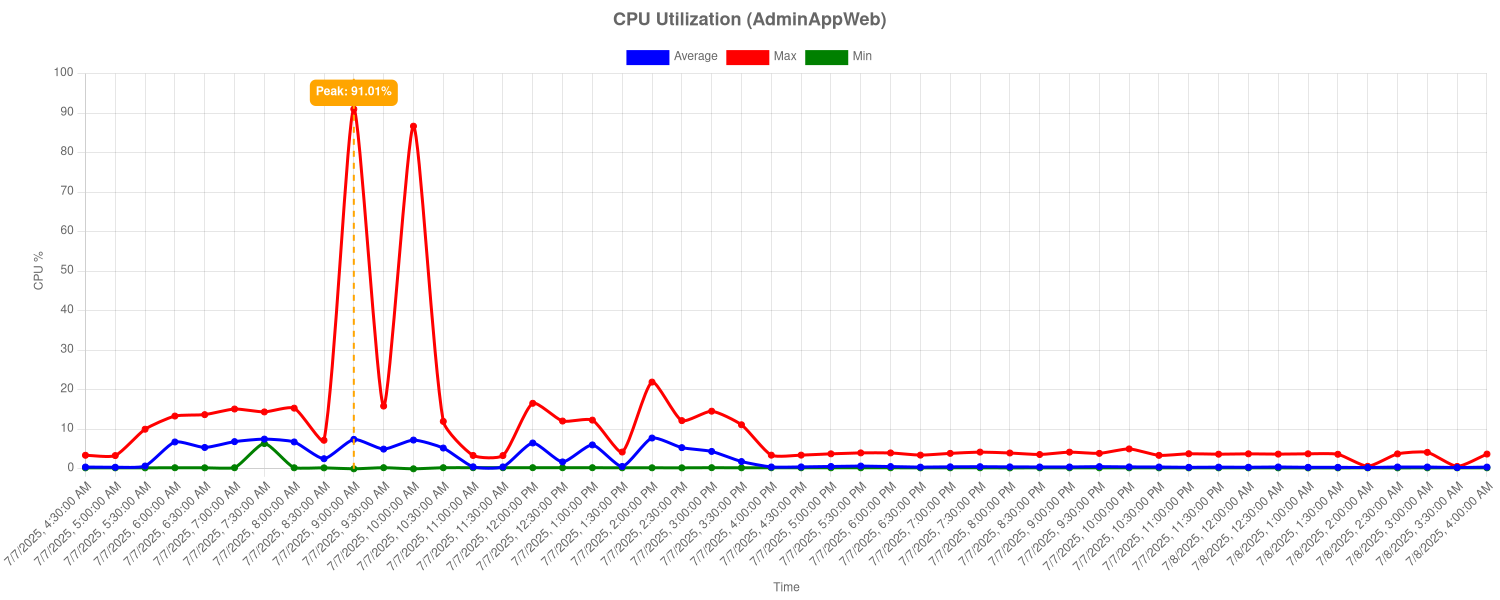 CPU Utilization (AdminAppWeb)
Average Max Min
Peak: 91.01%
100
90
80
70
60
50
40
30
20
10
0
CPU %
7/7/2025, 4:30:00 AM
7/7/2025, 5:00:00 AM
7/7/2025, 5:30:00 AM
7/7/2025, 6:00:00 AM
7/7/2025, 6:30:00 AM
7/7/2025, 7:00:00 AM
7/7/2025, 7:30:00 AM
7/7/2025, 8:00:00 AM
7/7/2025, 8:30:00 AM
7/7/2025, 9:00:00 AM
7/7/2025, 9:30:00 AM
7/7/2025, 10:00:00 AM
7/7/2025, 10:30:00 AM
7/7/2025, 11:00:00 AM
7/7/2025, 11:30:00 AM
7/7/2025, 12:00:00 PM
7/7/2025, 12:30:00 PM
7/7/2025, 1:00:00 PM
7/7/2025, 1:30:00 PM
7/7/2025, 2:00:00 PM
7/7/2025, 2:30:00 PM
7/7/2025, 3:00:00 PM
7/7/2025, 3:30:00 PM
7/7/2025, 4:00:00 PM
7/7/2025, 4:30:00 PM
7/7/2025, 5:00:00 PM
7/7/2025, 5:30:00 PM
7/7/2025, 6:00:00 PM
7/7/2025, 6:30:00 PM
7/7/2025, 7:00:00 PM
7/7/2025, 7:30:00 PM
7/7/2025, 8:00:00 PM
7/7/2025, 8:30:00 PM
7/7/2025, 9:00:00 PM
7/7/2025, 9:30:00 PM
7/7/2025, 10:00:00 PM
7/7/2025, 10:30:00 PM
7/7/2025, 11:00:00 PM
7/7/2025, 11:30:00 PM
7/8/2025, 12:00:00 AM
7/8/2025, 12:30:00 AM
7/8/2025, 1:00:00 AM
7/8/2025, 1:30:00 AM
7/8/2025, 2:00:00 AM
7/8/2025, 2:30:00 AM
7/8/2025, 3:00:00 AM
7/8/2025, 3:30:00 AM
7/8/2025, 4:00:00 AM
Time